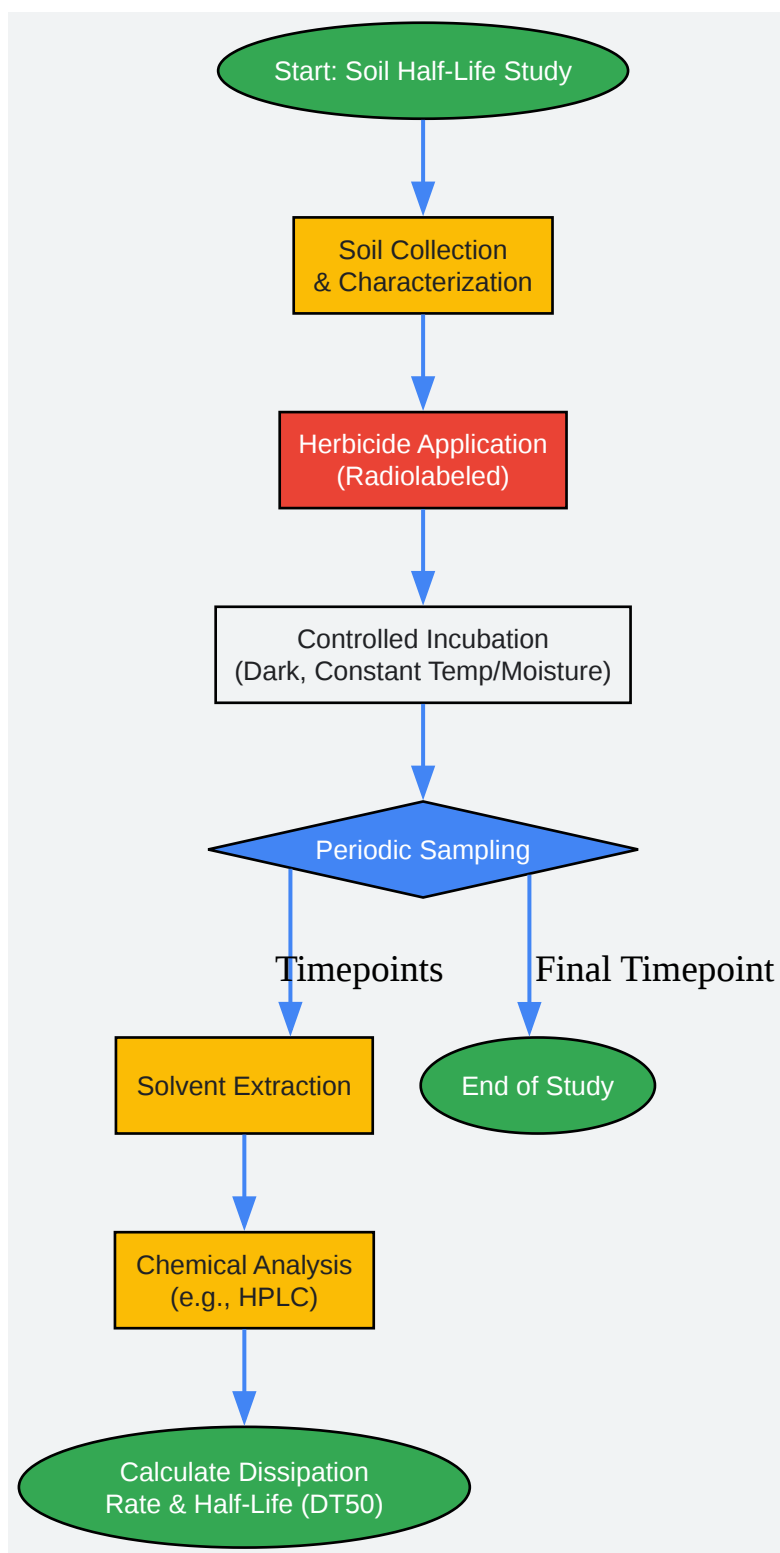 Start: Soil Half-Life Study
Soil Collection
& Characterization
Herbicide Application
(Radiolabeled)
Controlled Incubation
(Dark, Constant Temp/Moisture)
Periodic Sampling
Timepoints
Final Timepoint
Solvent Extraction
End of Study
Chemical Analysis
(e.g., HPLC)
Calculate Dissipation
Rate & Half-Life (DT50)